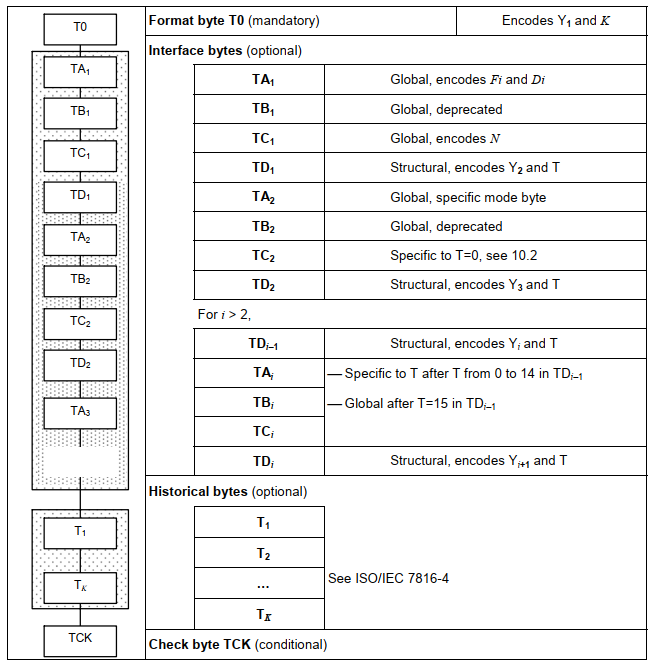 T0
TA1
TB1
TC1
TD1
TA2
TB2
TC2
TD2
TA3
T1
TK
TCK
Format byte T0 (mandatory) Encodes Y1 and K
Interface bytes (optional)
TA1 Global, encodes Fi and Di
TB1 Global, deprecated
TC1 Global, encodes N
TD1 Structural, encodes Y2 and T
TA2 Global, specific mode byte
TB2 Global, deprecated
TC2 Specific to T=0, see 10.2
TD2 Structural, encodes Y3 and T
For i > 2,
TDi–1 Structural, encodes Yi and T
TAi — Specific to T after T from 0 to 14 in TDi–1
TBi — Global after T=15 in TDi–1
TCi
TDi Structural, encodes Yi+1 and T
Historical bytes (optional)
T1
T2
... See ISO/IEC 7816-4
TK
Check byte TCK (conditional)